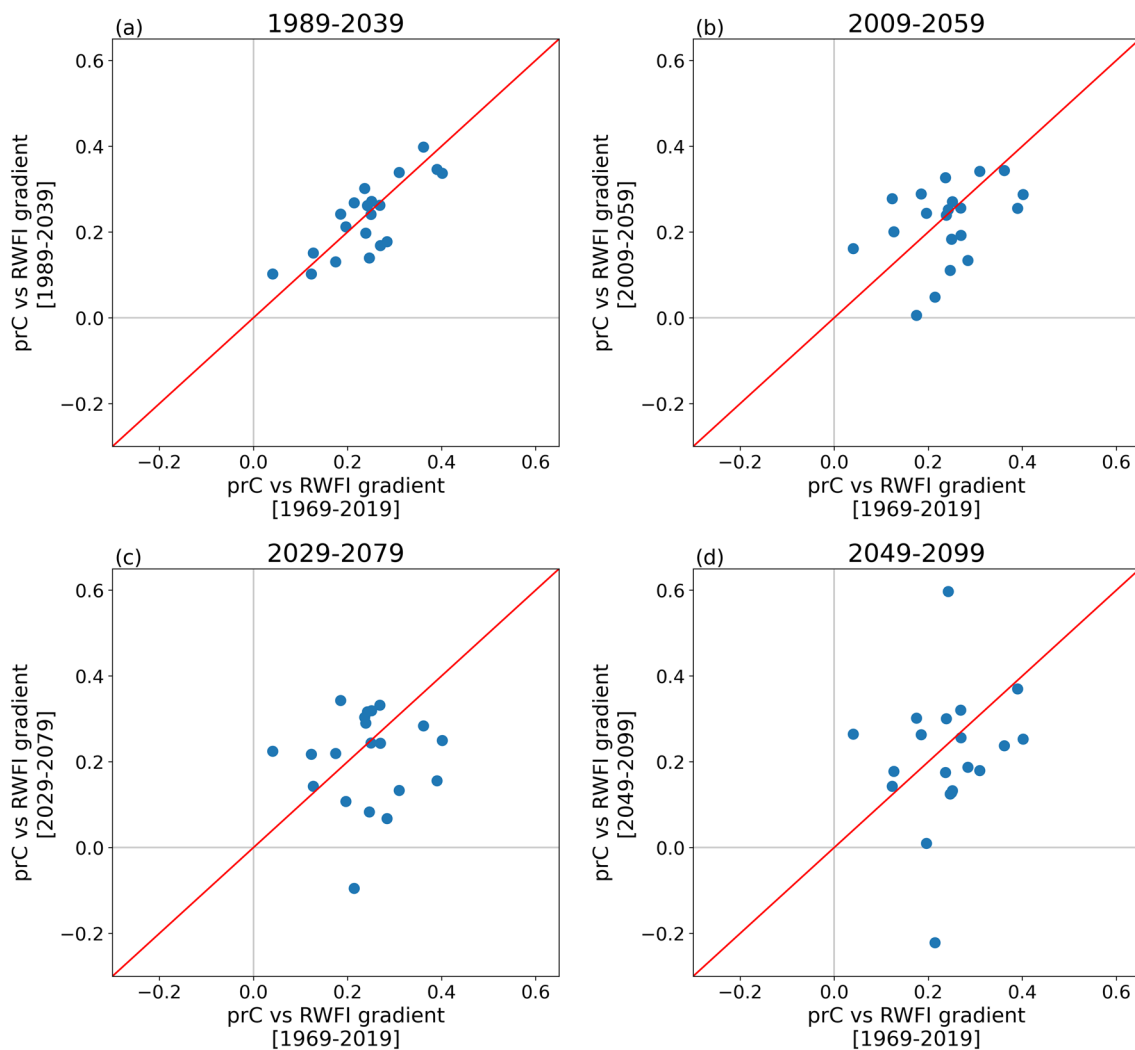 (a)
1989-2039
0.6
0.4
0.2
0.0
−0.2
prC vs RWFI gradient
[1989-2039]
−0.2 0.0 0.2 0.4 0.6
prC vs RWFI gradient
[1969-2019]
(b)
2009-2059
0.6
0.4
0.2
0.0
−0.2
prC vs RWFI gradient
[2009-2059]
−0.2 0.0 0.2 0.4 0.6
prC vs RWFI gradient
[1969-2019]
(c)
2029-2079
0.6
0.4
0.2
0.0
−0.2
prC vs RWFI gradient
[2029-2079]
−0.2 0.0 0.2 0.4 0.6
prC vs RWFI gradient
[1969-2019]
(d)
2049-2099
0.6
0.4
0.2
0.0
−0.2
prC vs RWFI gradient
[2049-2099]
−0.2 0.0 0.2 0.4 0.6
prC vs RWFI gradient
[1969-2019]